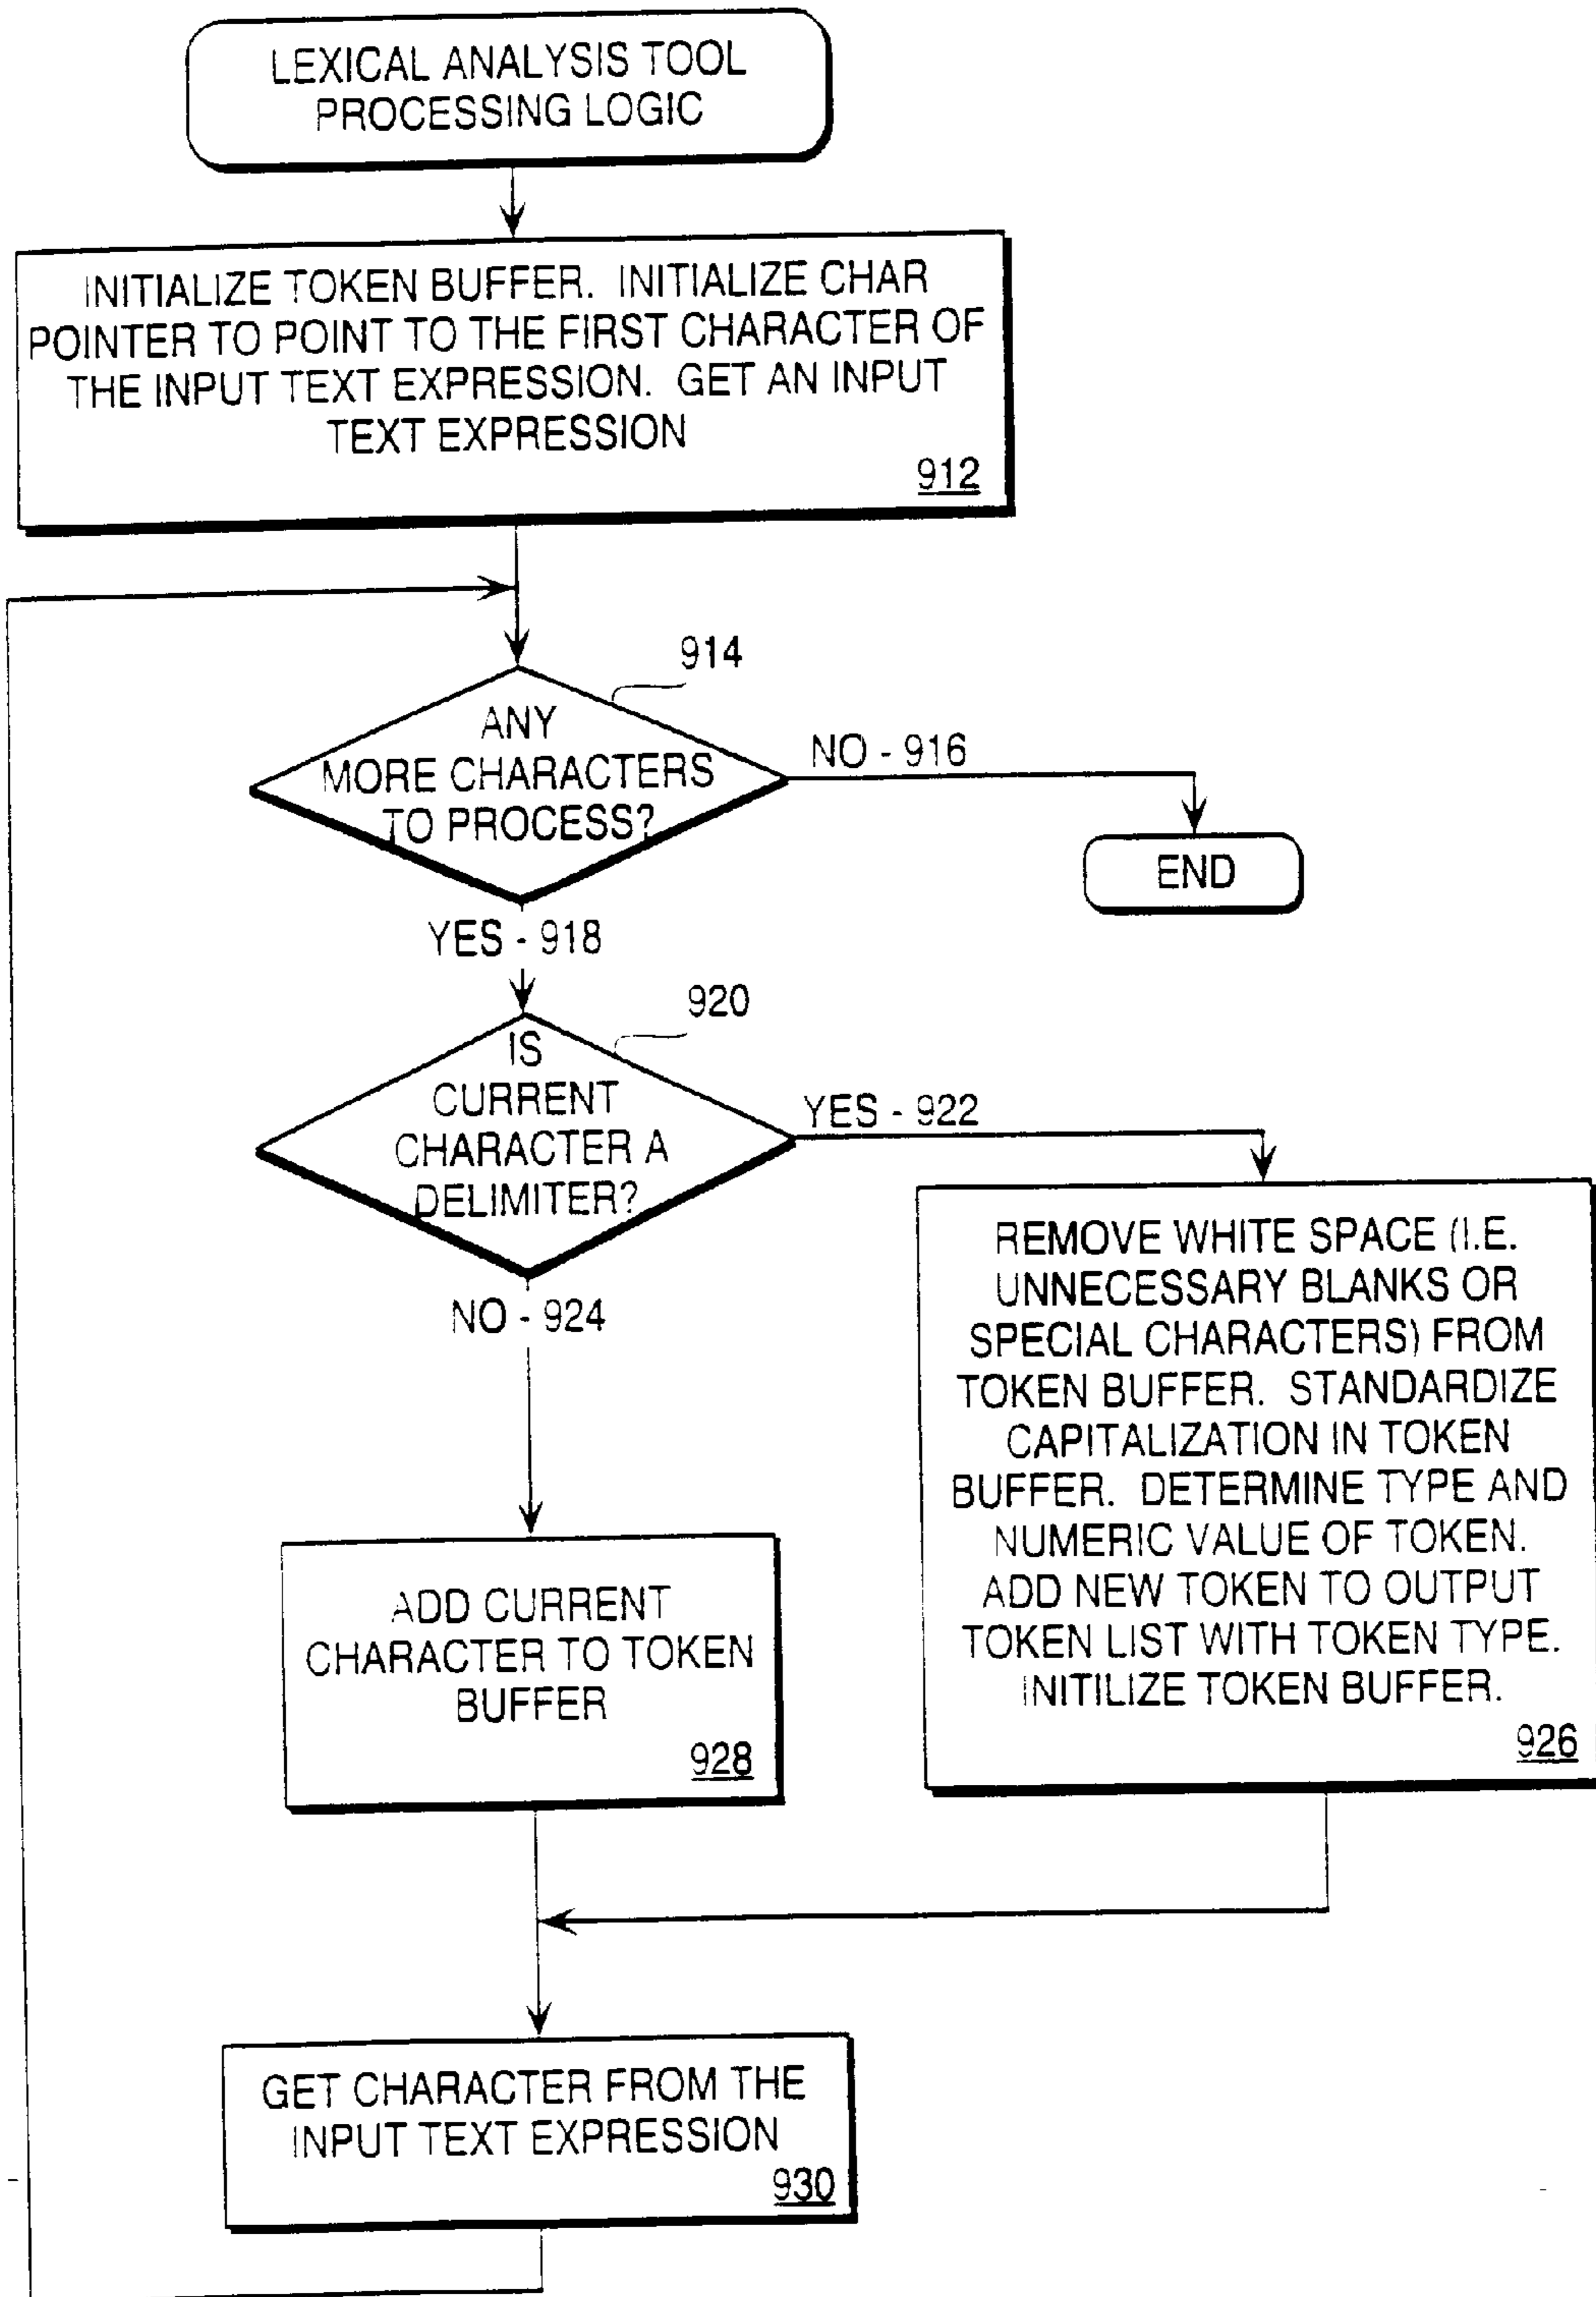 LEXICAL ANALYSIS TOOL
PROCESSING LOGIC
INITIALIZE TOKEN BUFFER. INITIALIZE CHAR
POINTER TO POINT TO THE FIRST CHARACTER OF
THE INPUT TEXT EXPRESSION. GET AN INPUT
TEXT EXPRESSION
912
914
ANY
MORE CHARACTERS
TO PROCESS?
NO - 916
END
YES - 918
920
IS
CURRENT
CHARACTER A
DELIMITER?
YES - 922
NO - 924
REMOVE WHITE SPACE (I.E.
UNNECESSARY BLANKS OR
SPECIAL CHARACTERS) FROM
TOKEN BUFFER. STANDARDIZE
CAPITALIZATION IN TOKEN
BUFFER. DETERMINE TYPE AND
NUMERIC VALUE OF TOKEN.
ADD NEW TOKEN TO OUTPUT
TOKEN LIST WITH TOKEN TYPE.
INITILIZE TOKEN BUFFER.
926
ADD CURRENT
CHARACTER TO TOKEN
BUFFER
928
GET CHARACTER FROM THE
INPUT TEXT EXPRESSION
930